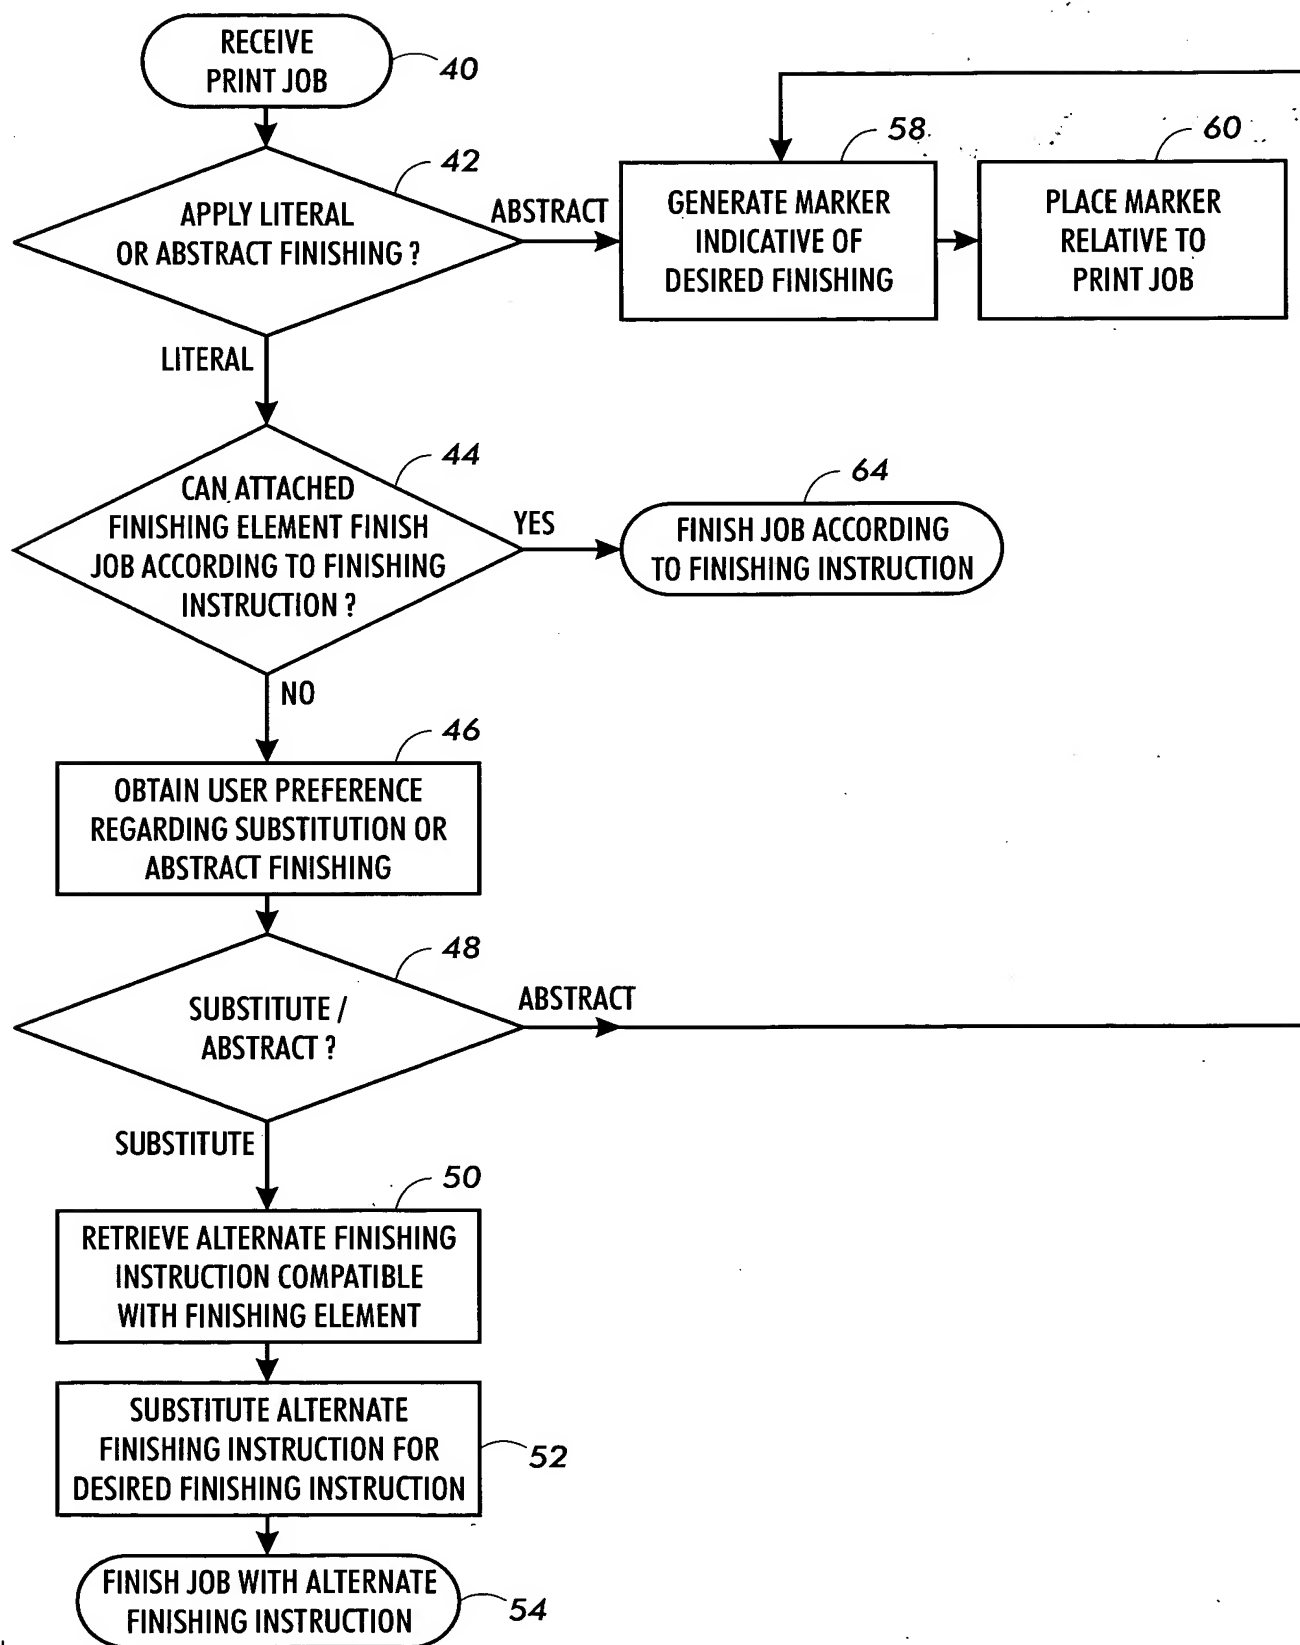 RECEIVE
PRINT JOB
40
42
APPLY LITERAL
OR ABSTRACT FINISHING ?
ABSTRACT
58
GENERATE MARKER
INDICATIVE OF
DESIRED FINISHING
60
PLACE MARKER
RELATIVE TO
PRINT JOB
LITERAL
44
CAN ATTACHED
FINISHING ELEMENT FINISH
JOB ACCORDING TO FINISHING
INSTRUCTION ?
YES
64
FINISH JOB ACCORDING
TO FINISHING INSTRUCTION
NO
46
OBTAIN USER PREFERENCE
REGARDING SUBSTITUTION OR
ABSTRACT FINISHING
48
SUBSTITUTE /
ABSTRACT ?
ABSTRACT
SUBSTITUTE
50
RETRIEVE ALTERNATE FINISHING
INSTRUCTION COMPATIBLE
WITH FINISHING ELEMENT
SUBSTITUTE ALTERNATE
FINISHING INSTRUCTION FOR
DESIRED FINISHING INSTRUCTION
52
FINISH JOB WITH ALTERNATE
FINISHING INSTRUCTION
54